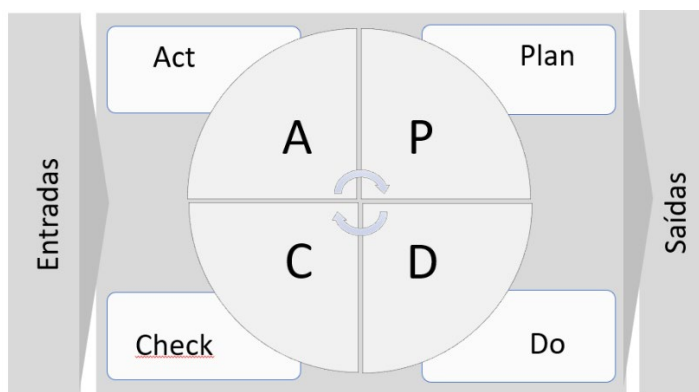 Entradas
Act
Plan
A
P
C
D
Check
Do
Saídas